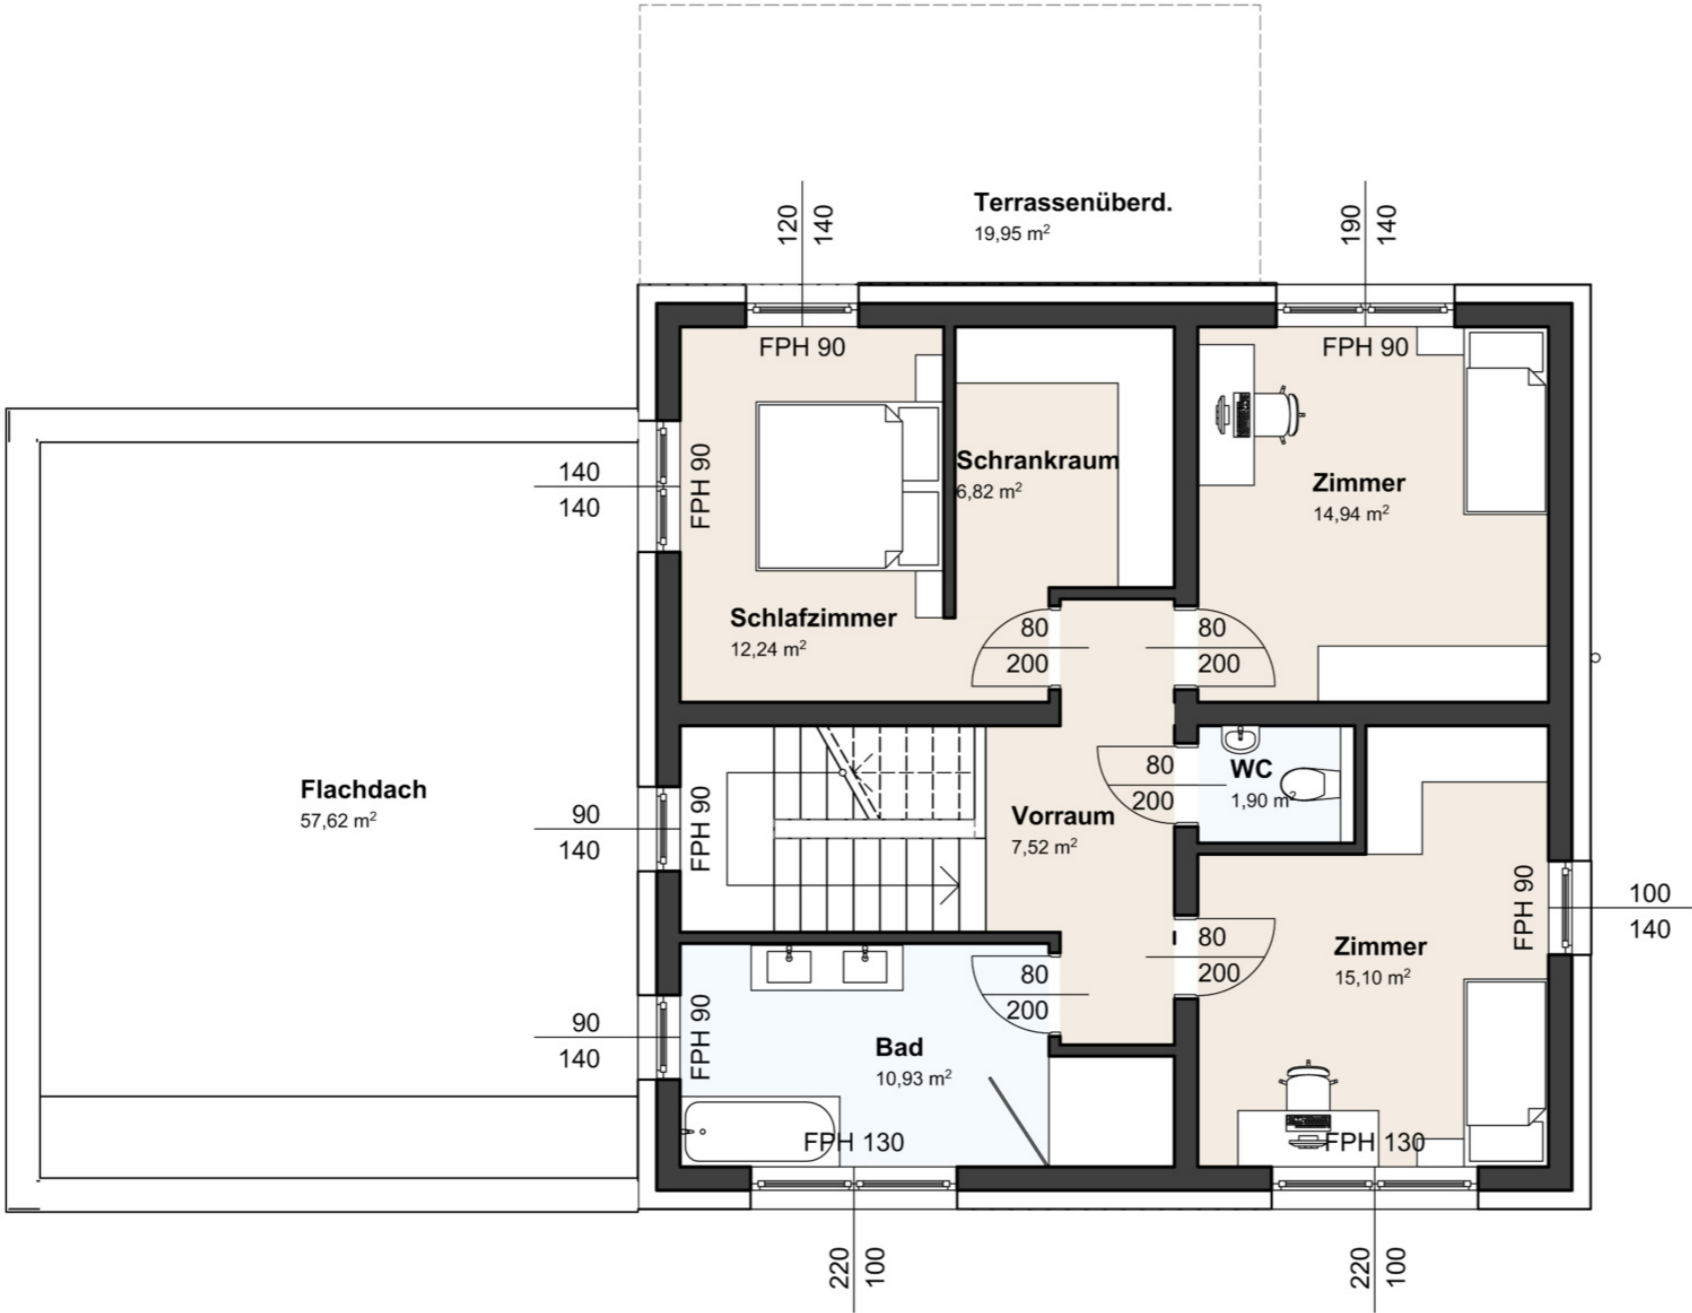 Terrassenüberd.
19,95 m²
120
140
190
140
FPH 90
FPH 90
140
140
FPH 90
Schrankraum
6,82 m²
Zimmer
14,94 m²
Schlafzimmer
12,24 m²
80
200
80
200
Flachdach
57,62 m²
90
140
FPH 90
Vorraum
7,52 m²
80
200
WC
1,90 m²
FPH 90
100
140
80
200
Zimmer
15,10 m²
90
140
FPH 90
80
200
Bad
10,93 m²
FPH 130
FPH 130
220
100
220
100